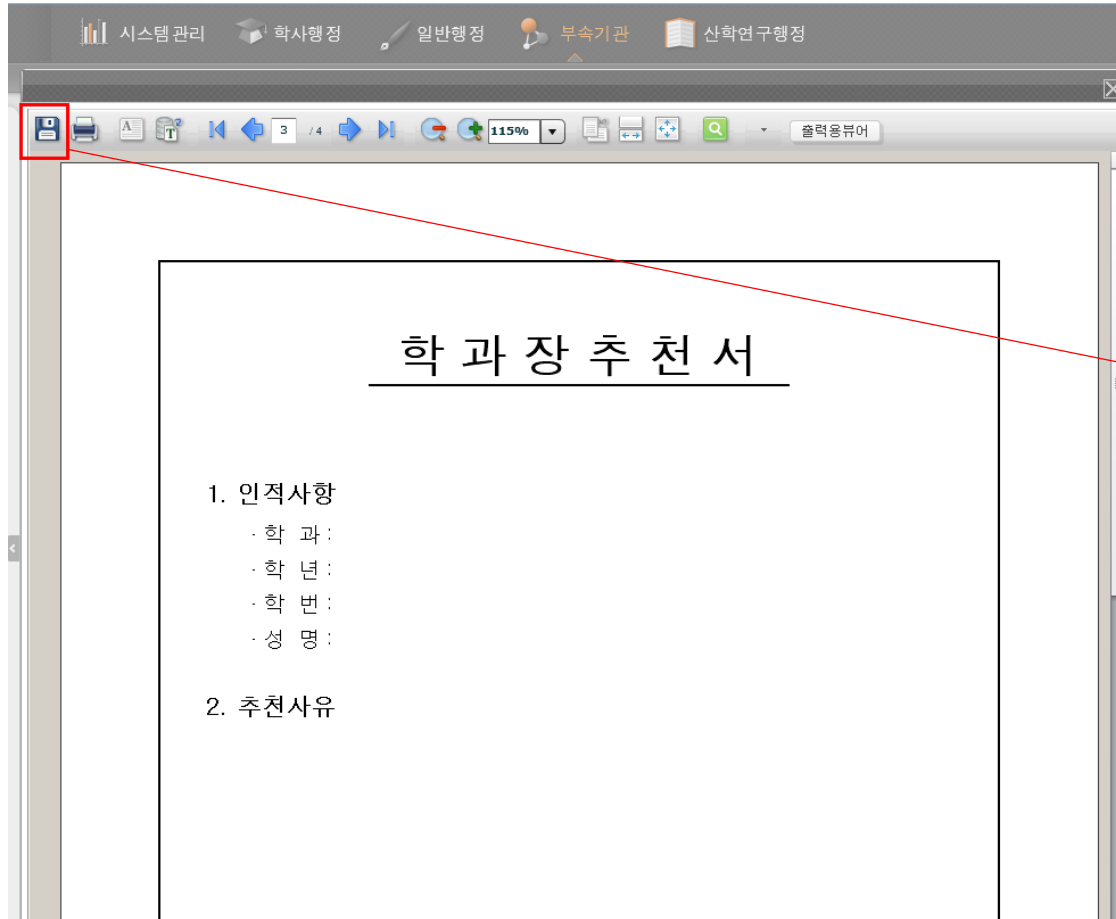 시스템관리 학사행정 일반행정 부속기관 산학연구행정
3 /4 115% 출력용뷰어
학과장추천서
1. 인적사항
· 학 과 :
· 학 년 :
· 학 번 :
· 성 명 :
2. 추천사유